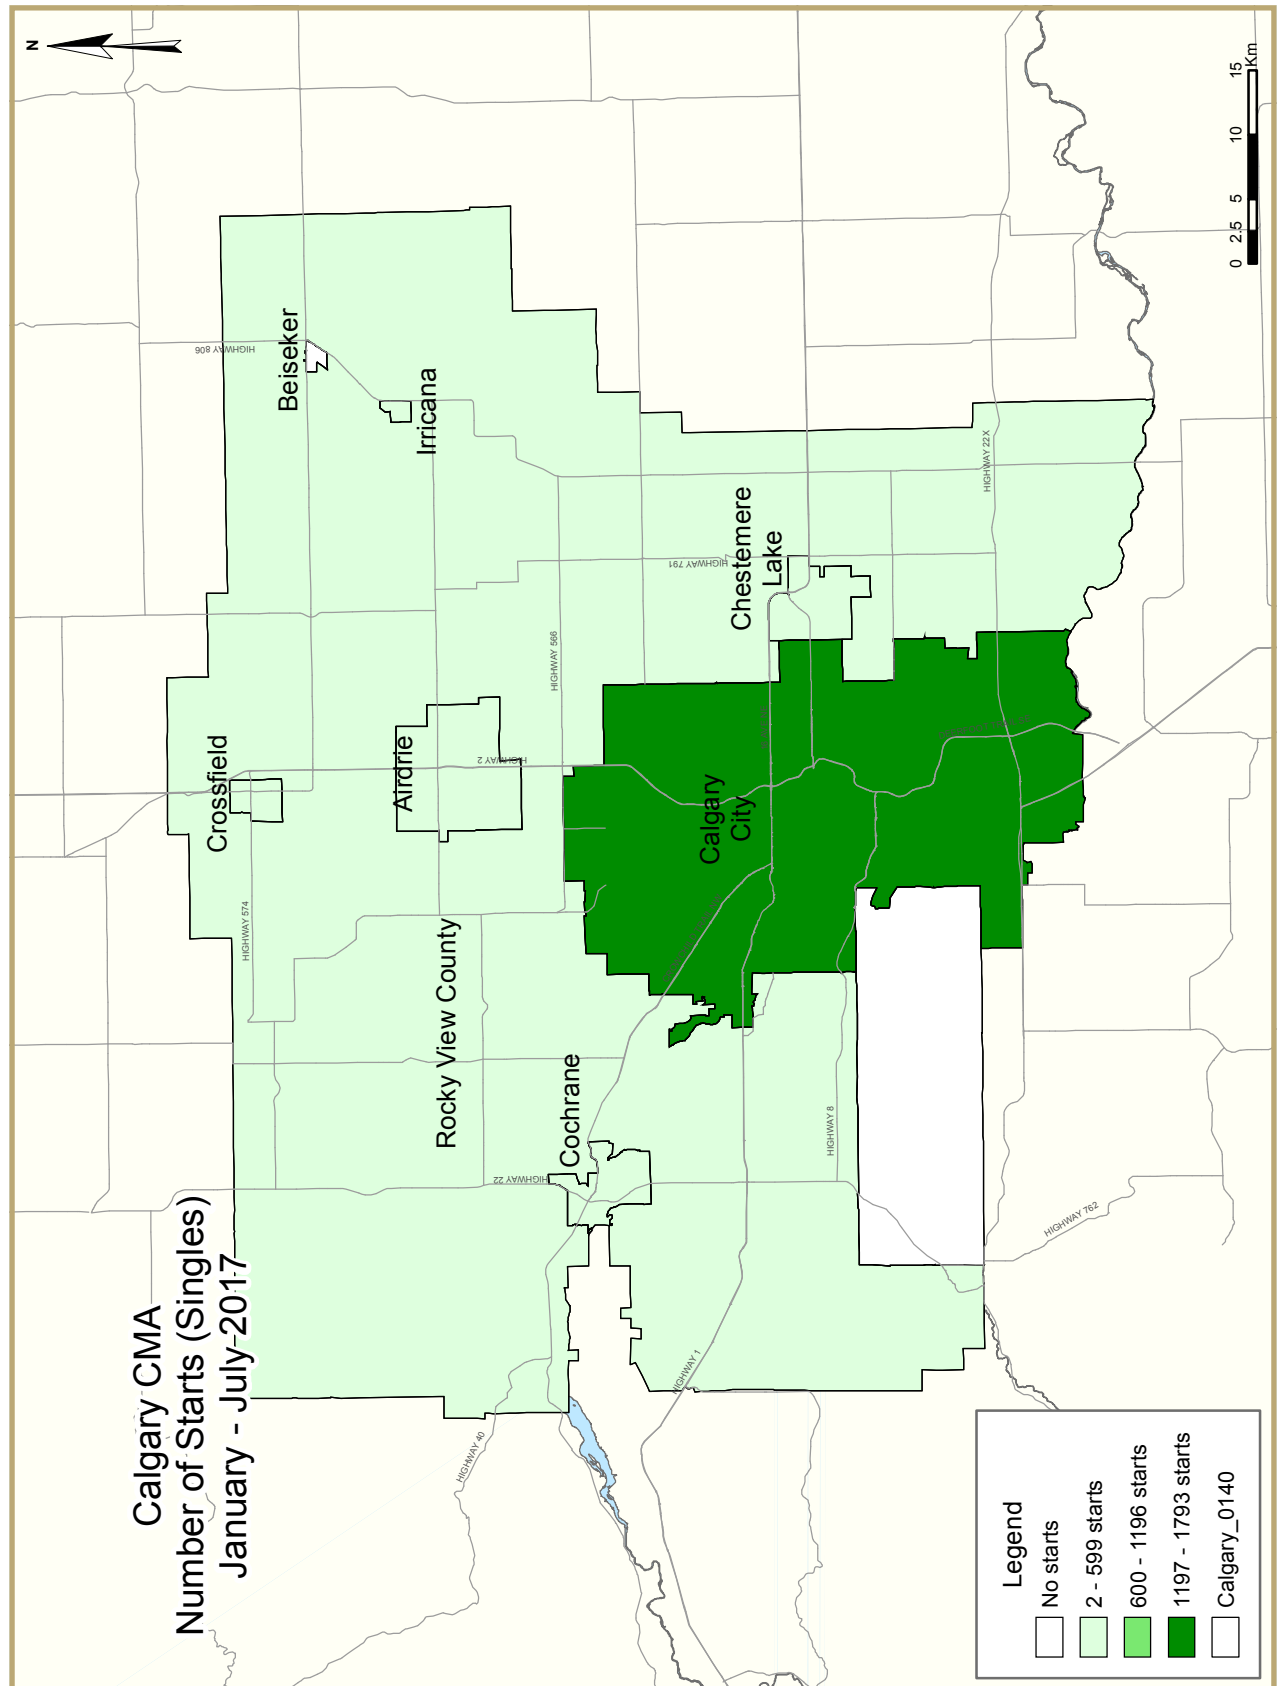 Calgary CMA
Number of Starts (Singles)
January - July 2017
N
Crossfield
Beiseker
Irricana
Airdrie
Rocky View County
Cochrane
Calgary
City
Chestemere
Lake
HIGHWAY 574
HIGHWAY 806
HIGHWAY 2
HIGHWAY 566
HIGHWAY 791
HIGHWAY 22
HIGHWAY 40
HIGHWAY 1
HIGHWAY 8
HIGHWAY 22X
HIGHWAY 762
Legend
No starts
2 - 599 starts
600 - 1196 starts
1197 - 1793 starts
Calgary_0140
0 2.5 5 10 15
Km